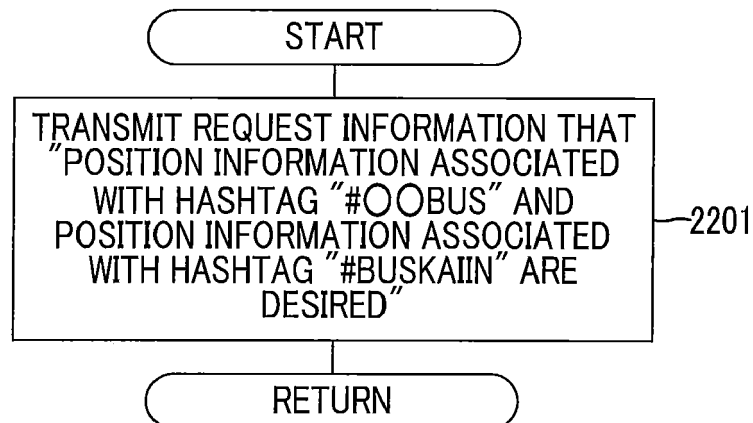 START
TRANSMIT REQUEST INFORMATION THAT
"POSITION INFORMATION ASSOCIATED
WITH HASHTAG "#○○BUS" AND
POSITION INFORMATION ASSOCIATED
WITH HASHTAG "#BUSKAIIN" ARE
DESIRED"
2201
RETURN